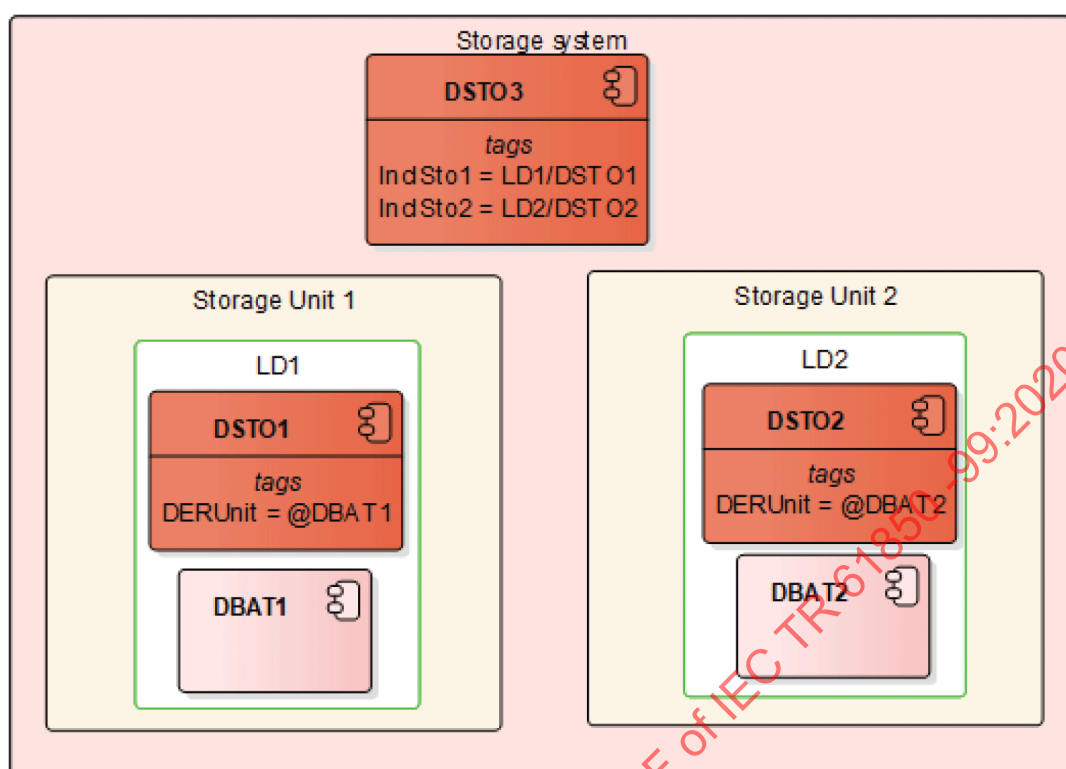 Storage system
DSTO3
tags
IndSto1 = LD1/DSTO1
IndSto2 = LD2/DSTO2
Storage Unit 1
LD1
DSTO1
tags
DERUnit = @DBAT1
DBAT1
Storage Unit 2
LD2
DSTO2
tags
DERUnit = @DBAT2
DBAT2
of IEC TR 61850-99:2020